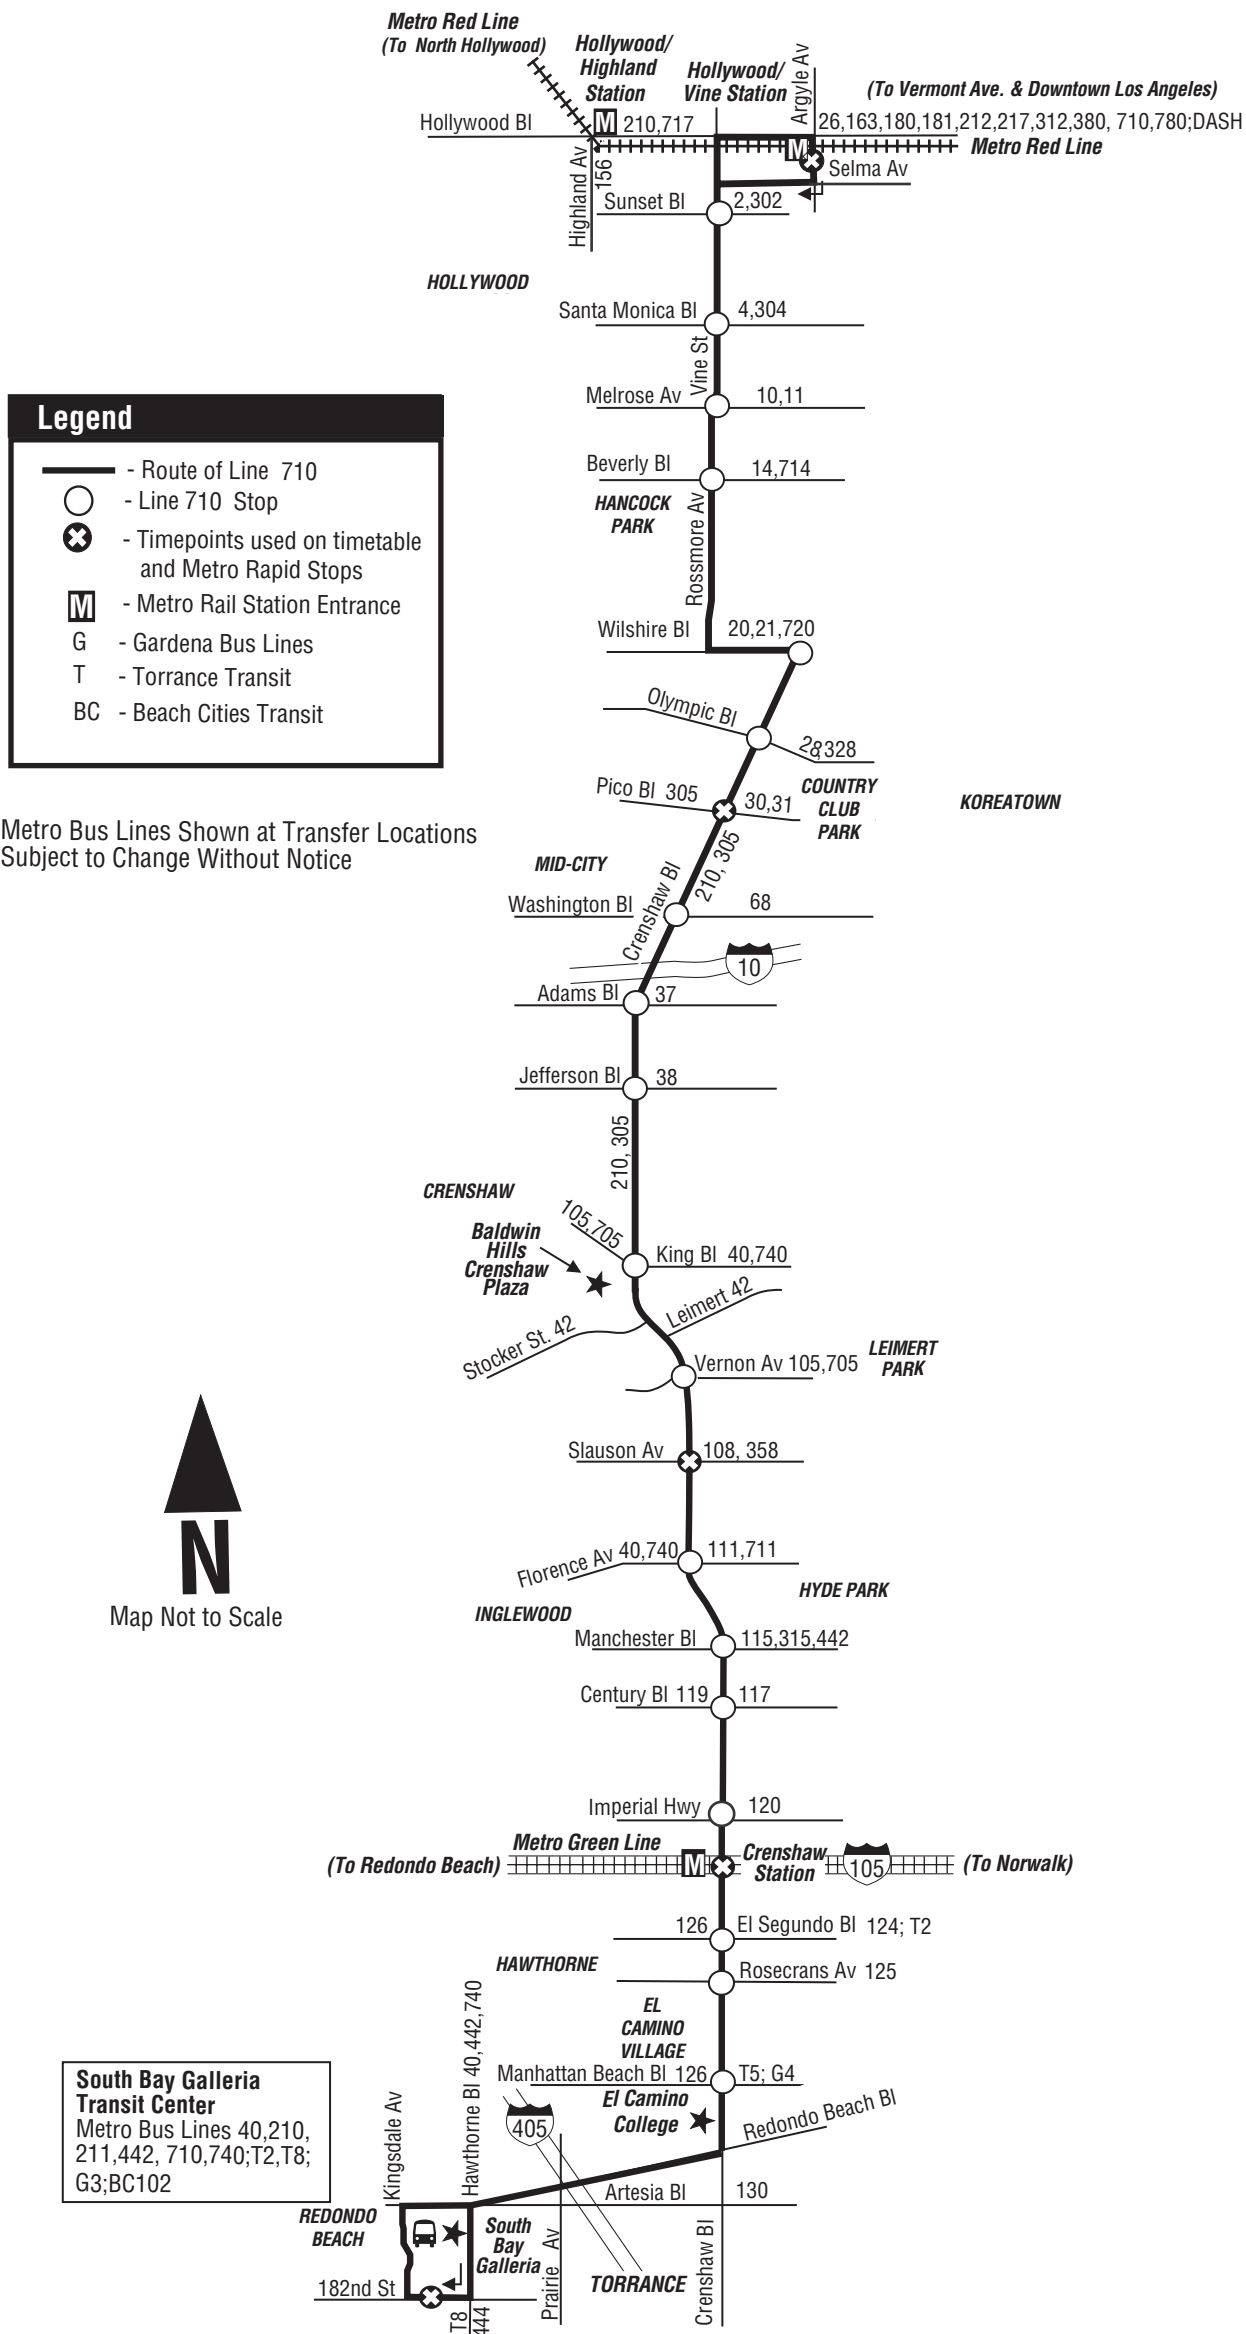 Metro Red Line
(To North Hollywood)
Hollywood/
Highland
Station
Hollywood/
Vine Station
Argyle Av
(To Vermont Ave. & Downtown Los Angeles)
Hollywood Bl
M
210,717
26,163,180,181,212,217,312,380, 710,780;DASH
M
Metro Red Line
Highland Av
156
Selma Av
Sunset Bl
2,302
HOLLYWOOD
Santa Monica Bl
4,304
Vine St
Melrose Av
10,11
Legend
- Route of Line 710
- Line 710 Stop
- Timepoints used on timetable
and Metro Rapid Stops
M - Metro Rail Station Entrance
G - Gardena Bus Lines
T - Torrance Transit
BC - Beach Cities Transit
Beverly Bl
14,714
HANCOCK
PARK
Rossmore Av
Wilshire Bl
20,21,720
Olympic Bl
28,328
Pico Bl 305
30,31
COUNTRY
CLUB
PARK
KOREATOWN
Metro Bus Lines Shown at Transfer Locations
Subject to Change Without Notice
MID-CITY
Crenshaw Bl
210, 305
Washington Bl
68
10
Adams Bl
37
Jefferson Bl
38
210, 305
CRENSHAW
105,705
Baldwin
Hills
Crenshaw
Plaza
King Bl 40,740
Leimert 42
Stocker St. 42
Vernon Av 105,705
LEIMERT
PARK
Slauson Av
108, 358
N
Map Not to Scale
Florence Av 40,740
111,711
HYDE PARK
INGLEWOOD
Manchester Bl
115,315,442
Century Bl 119
117
Imperial Hwy
120
Metro Green Line
(To Redondo Beach)
M
Crenshaw
Station
105
(To Norwalk)
126
El Segundo Bl 124; T2
HAWTHORNE
Rosecrans Av 125
EL
CAMINO
VILLAGE
Manhattan Beach Bl 126
T5; G4
El Camino
College
Redondo Beach Bl
405
South Bay Galleria
Transit Center
Metro Bus Lines 40,210,
211,442, 710,740;T2,T8;
G3;BC102
Kingsdale Av
Hawthorne Bl 40,442,740
Artesia Bl
130
REDONDO
BEACH
South
Bay
Galleria
Prairie Av
TORRANCE
Crenshaw Bl
182nd St
T8
444